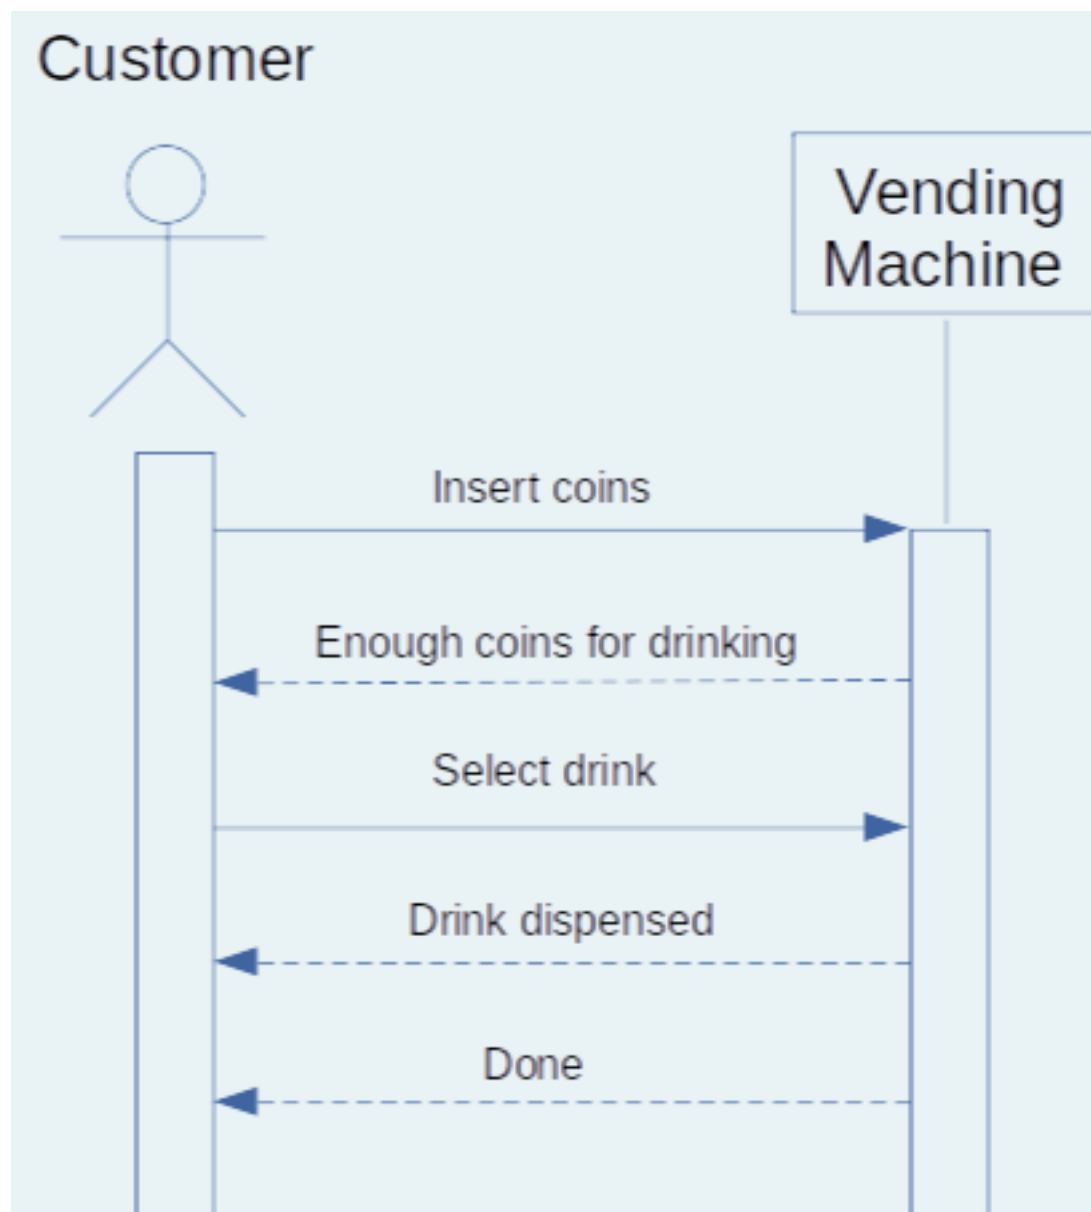 Customer
Vending
Machine
Insert coins
Enough coins for drinking
Select drink
Drink dispensed
Done